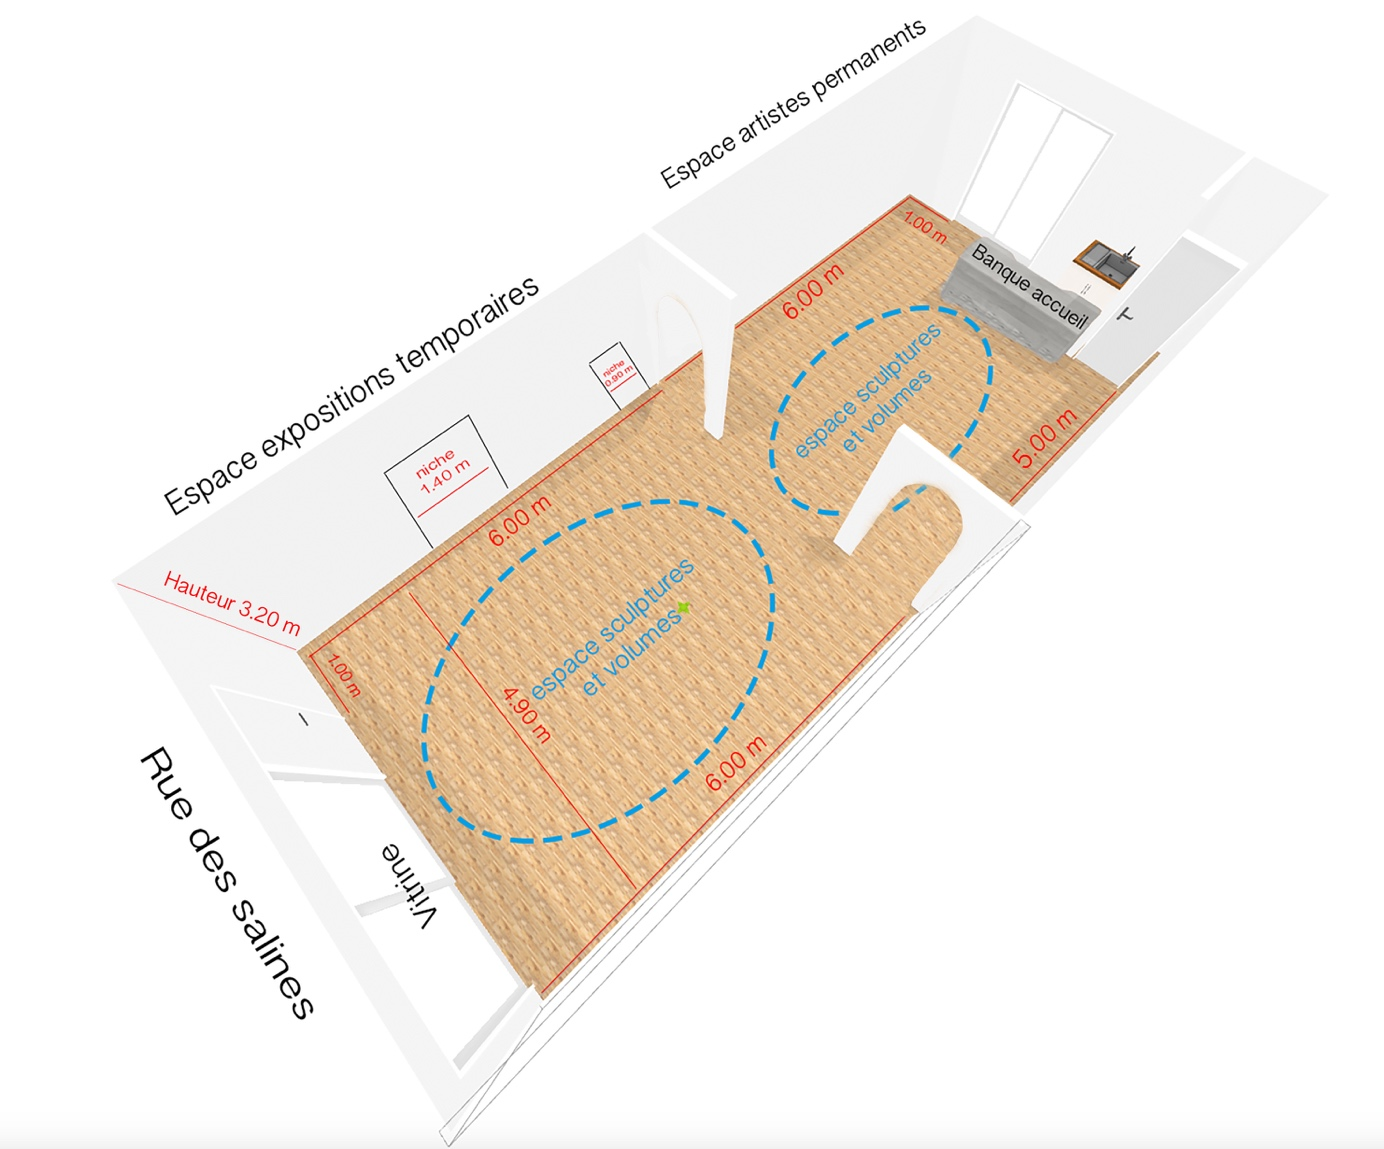 Espace artistes permanents
1.00 m
Banque accueil
6.00 m
espace sculptures
et volumes
5.00 m
Espace expositions temporaires
niche
0.90 m
niche
1.40 m
6.00 m
Hauteur 3.20 m
1.00 m
espace sculptures
et volumes
4.90 m
6.00 m
Vitrine
Rue des salines